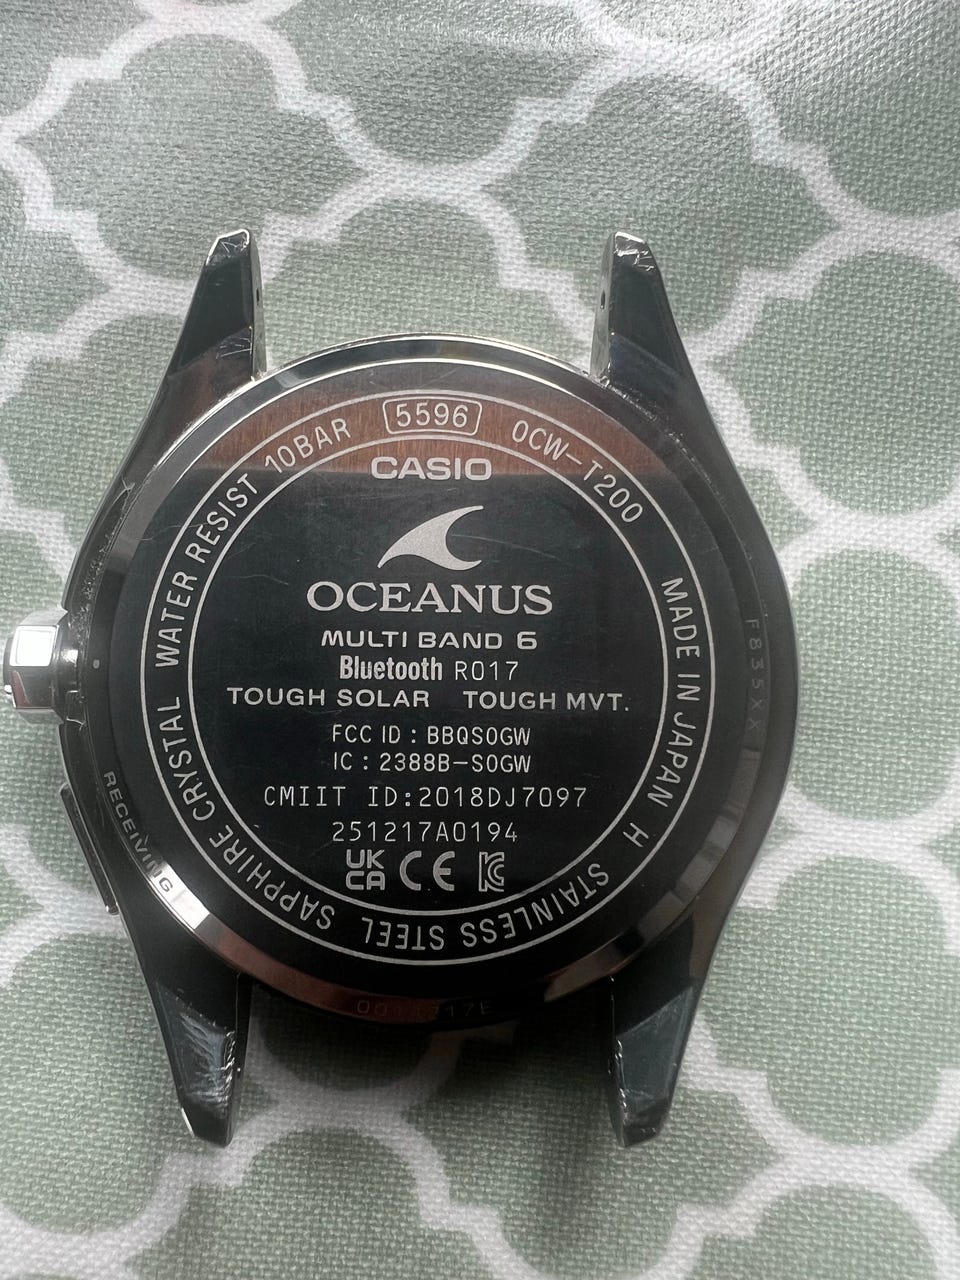 5596
OCW-T200
MADE IN JAPAN H
STAINLESS STEEL
SAPPHIRE CRYSTAL
WATER RESIST 10BAR
CASIO
OCEANUS
MULTI BAND 6
Bluetooth R017
TOUGH SOLAR TOUGH MVT.
FCC ID : BBQS0GW
IC : 2388B-S0GW
CMIIT ID:2018DJ7097
251217A0194
UK
CA CE
RECEIVING